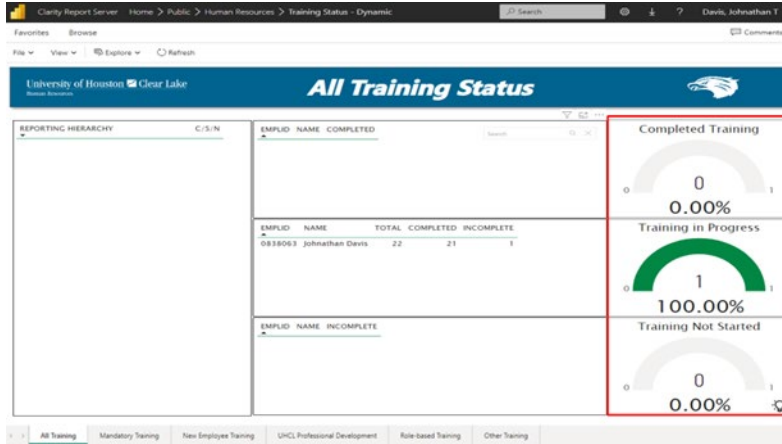 Clarity Report Server Home > Public > Human Resources > Training Status - Dynamic Search ? Davis, Johnathan T
Favorites Browse Comments
File View Explore Refresh
University of Houston Clear Lake
Human Resources
All Training Status
REPORTING HIERARCHY C/S/N
EMPLID NAME COMPLETED
Search
Completed Training
0 0 1
0.00%
EMPLID NAME TOTAL COMPLETED INCOMPLETE
0838063 Johnathan Davis 22 21 1
Training in Progress
0 1 1
100.00%
EMPLID NAME INCOMPLETE
Training Not Started
0 0 1
0.00%
All Training Mandatory Training New Employee Training UHCL Professional Development Role-based Training Other Training